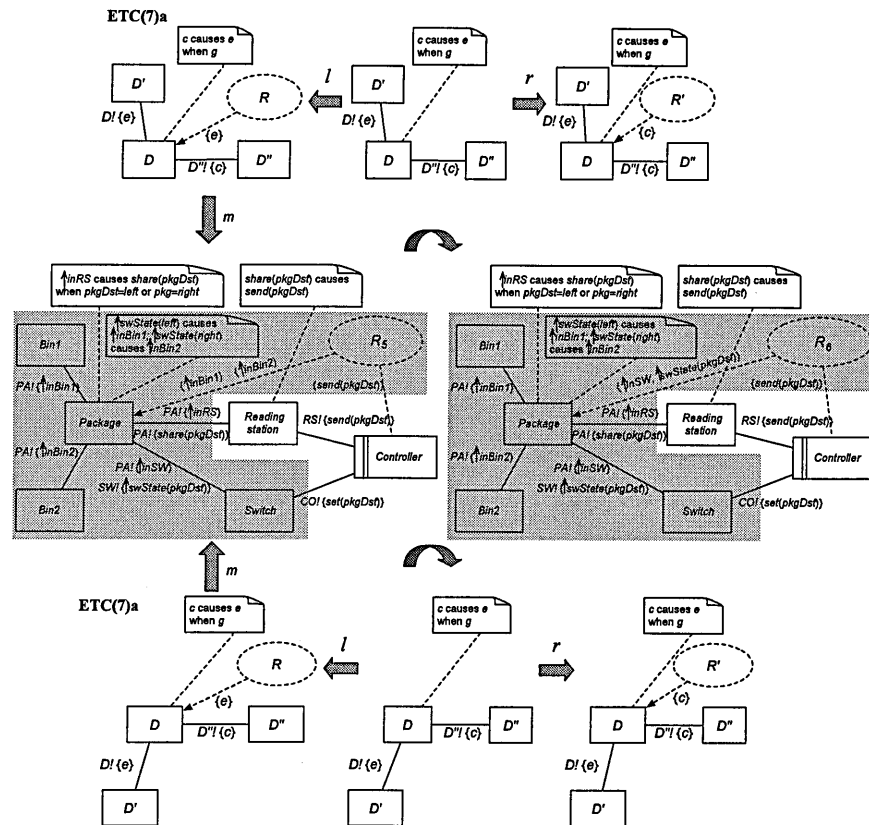 ETC(7)a
c causes e
when g
D'
D! {e}
R
{e}
D
D"! {c}
D"
l
c causes e
when g
D'
D! {e}
D
D"! {c}
D"
r
c causes e
when g
D'
D! {e}
R'
{c}
D
D"! {c}
D"
m
↑inRS causes share(pkgDst)
when pkgDst=left or pkg=right
share(pkgDst) causes
send(pkgDst)
↑swState(left) causes
↑inBin1; ↑swState(right)
causes ↑inBin2
Bin1
R5
PA! {↑inBin1}
{↑inBin1}
{↑inBin2}
{send(pkgDst)}
Package
PA! {↑inRS}
PA! {share(pkgDst)}
Reading
station
RS! {send(pkgDst)}
PA! {↑inBin2}
PA! {↑inSW}
SW! {↑swState(pkgDst)}
Controller
Bin2
Switch
CO! {set(pkgDst)}
↑inRS causes share(pkgDst)
when pkgDst=left or pkg=right
share(pkgDst) causes
send(pkgDst)
↑swState(left) causes
↑inBin1; ↑swState(right)
causes ↑inBin2
Bin1
R6
PA! {↑inBin1}
{↑inSW, ↑swState(pkgDst)}
{send(pkgDst)}
Package
PA! {↑inRS}
PA! {share(pkgDst)}
Reading
station
RS! {send(pkgDst)}
PA! {↑inBin2}
PA! {↑inSW}
SW! {↑swState(pkgDst)}
Controller
Bin2
Switch
CO! {set(pkgDst)}
m
ETC(7)a
c causes e
when g
R
{e}
D
D"! {c}
D"
D! {e}
D'
l
c causes e
when g
D
D"! {c}
D"
D! {e}
D'
r
c causes e
when g
R'
{c}
D
D"! {c}
D"
D! {e}
D'